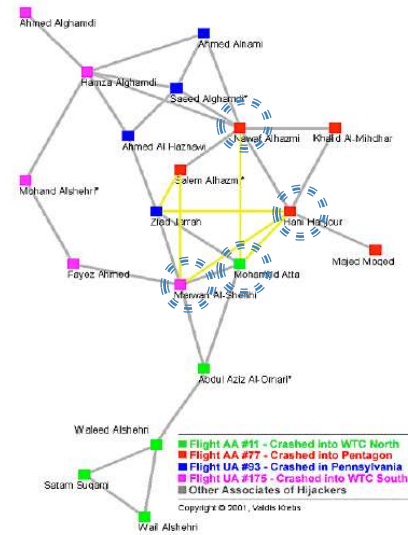 Ahmed Alghamdi
Ahmed Alnami
Hamza Alghamdi
Saeed Alghamdi*
Nawaf Alhazmi
Khalid Al-Mihdhar
Ahmed Al Haznawi
Salem Alhazmi*
Mohand Alshehri*
Ziad Jarrah
Hani Hanjour
Majed Moqed
Fayez Ahmed
Mohamed Atta
Marwan Al-Shehhi
Abdul Aziz Al-Omari*
Waleed Alshehri
Satam Suqami
Wail Alshehri
Flight AA #11 - Crashed into WTC North
Flight AA #77 - Crashed into Pentagon
Flight UA #93 - Crashed in Pennsylvania
Flight UA #175 - Crashed into WTC South
Other Associates of Hijackers
Copyright © 2001, Valdis Krebs